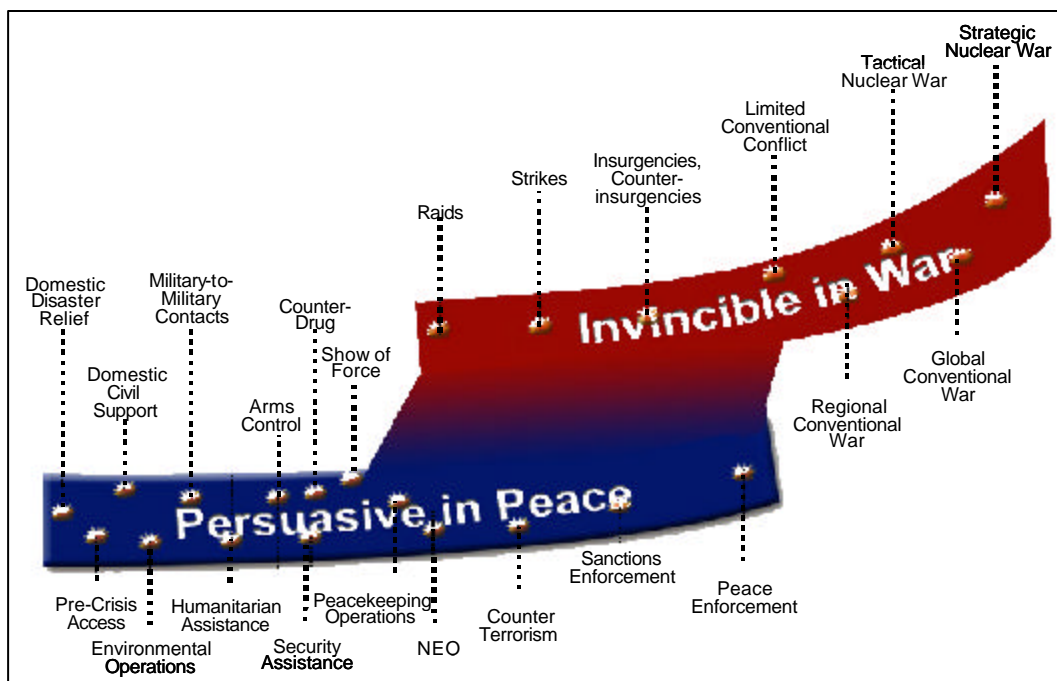 Strategic
Nuclear War
Tactical
Nuclear War
Limited
Conventional
Conflict
Insurgencies,
Counter-
insurgencies
Strikes
Raids
Domestic
Disaster
Relief
Military-to-
Military
Contacts
Counter-
Drug
Show of
Force
Domestic
Civil
Support
Arms
Control
Invincible in War
Global
Conventional
War
Regional
Conventional
War
Persuasive in Peace
Pre-Crisis
Access
Environmental
Operations
Humanitarian
Assistance
Security
Assistance
Peacekeeping
Operations
NEO
Counter
Terrorism
Sanctions
Enforcement
Peace
Enforcement